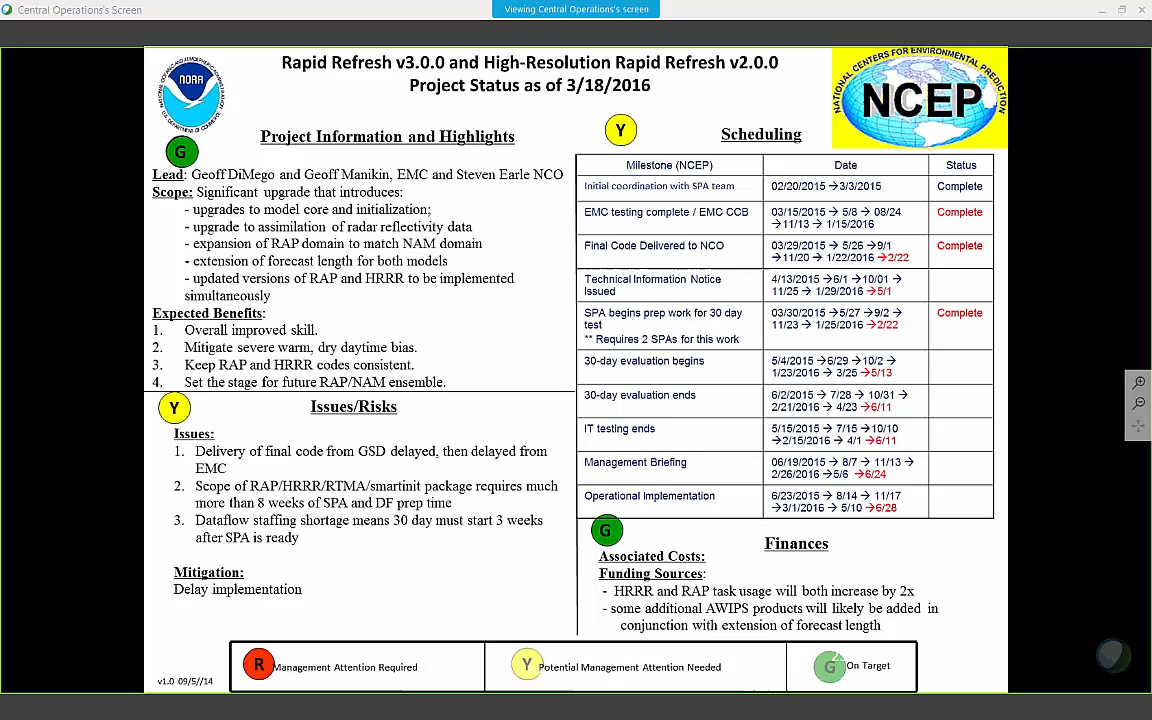 Central Operations's Screen
Viewing Central Operations's screen
Rapid Refresh v3.0.0 and High-Resolution Rapid Refresh v2.0.0
Project Status as of 3/18/2016
NOAA
NATIONAL CENTERS FOR ENVIRONMENTAL PREDICTION
NCEP
G
Project Information and Highlights
Lead: Geoff DiMego and Geoff Manikin, EMC and Steven Earle NCO
Scope: Significant upgrade that introduces:
- upgrades to model core and initialization;
- upgrade to assimilation of radar reflectivity data
- expansion of RAP domain to match NAM domain
- extension of forecast length for both models
- updated versions of RAP and HRRR to be implemented
simultaneously
Expected Benefits:
1. Overall improved skill.
2. Mitigate severe warm, dry daytime bias.
3. Keep RAP and HRRR codes consistent.
4. Set the stage for future RAP/NAM ensemble.
Y
Scheduling
Milestone (NCEP) Date Status
Initial coordination with SPA team 02/20/2015 →3/3/2015 Complete
EMC testing complete / EMC CCB 03/15/2015 → 5/8 → 08/24 Complete
→11/13 → 1/15/2016
Final Code Delivered to NCO 03/29/2015 → 5/26 →9/1 Complete
→11/20 → 1/22/2016 →2/22
Technical Information Notice 4/13/2015 →6/1 →10/01 →
Issued 11/25 → 1/29/2016 →5/1
SPA begins prep work for 30 day 03/30/2015 →5/27 →9/2 → Complete
test 11/23 → 1/25/2016 →2/22
** Requires 2 SPAs for this work
30-day evaluation begins 5/4/2015 →6/29 →10/2 →
1/23/2016 → 3/25 →5/13
30-day evaluation ends 6/2/2015 → 7/28 → 10/31 →
2/21/2016 → 4/23 →6/11
IT testing ends 5/15/2015 → 7/15 →10/10
→2/15/2016 → 4/1 →6/11
Management Briefing 06/19/2015 → 8/7 → 11/13 →
2/26/2016 →5/6 →6/24
Operational Implementation 6/23/2015 → 8/14 → 11/17
→3/1/2016 → 5/10 →6/28
Y
Issues/Risks
Issues:
1. Delivery of final code from GSD delayed, then delayed from
EMC
2. Scope of RAP/HRRR/RTMA/smartinit package requires much
more than 8 weeks of SPA and DF prep time
3. Dataflow staffing shortage means 30 day must start 3 weeks
after SPA is ready
Mitigation:
Delay implementation
G
Finances
Associated Costs:
Funding Sources:
- HRRR and RAP task usage will both increase by 2x
- some additional AWIPS products will likely be added in
conjunction with extension of forecast length
R Management Attention Required
Y Potential Management Attention Needed
G On Target
v1.0 09/5//14